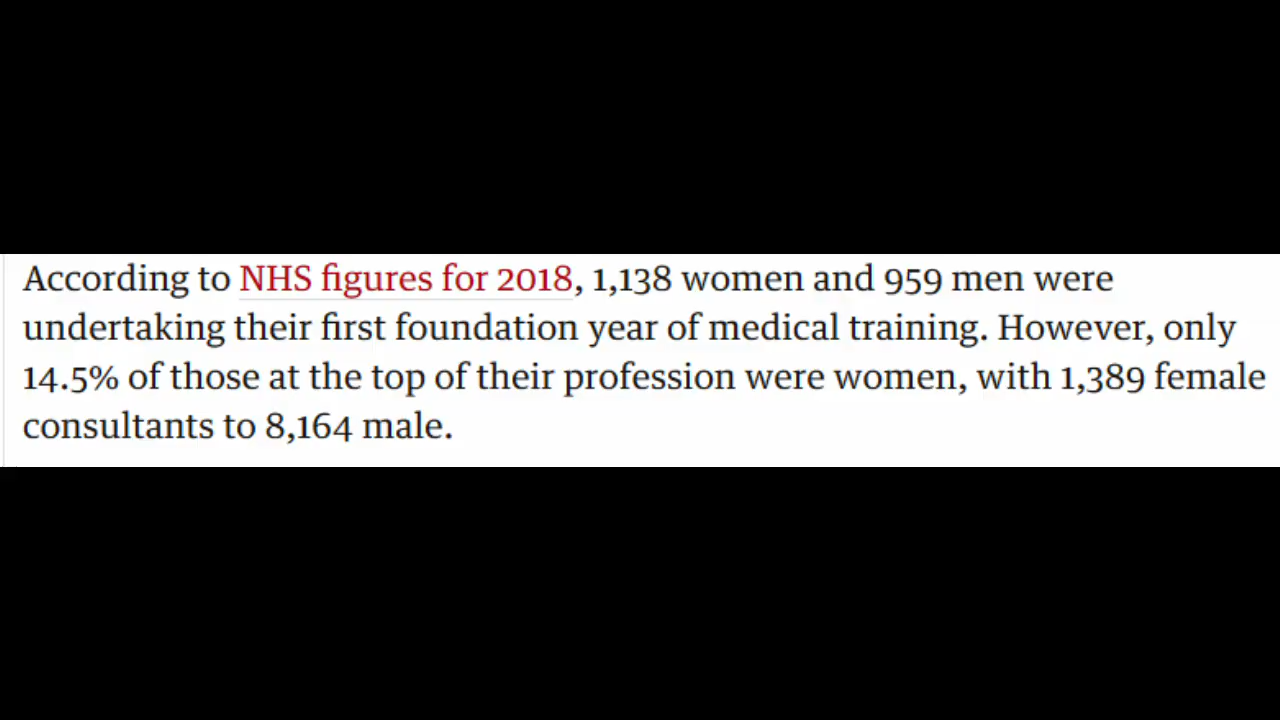 According to NHS figures for 2018, 1,138 women and 959 men were
undertaking their first foundation year of medical training. However, only
14.5% of those at the top of their profession were women, with 1,389 female
consultants to 8,164 male.